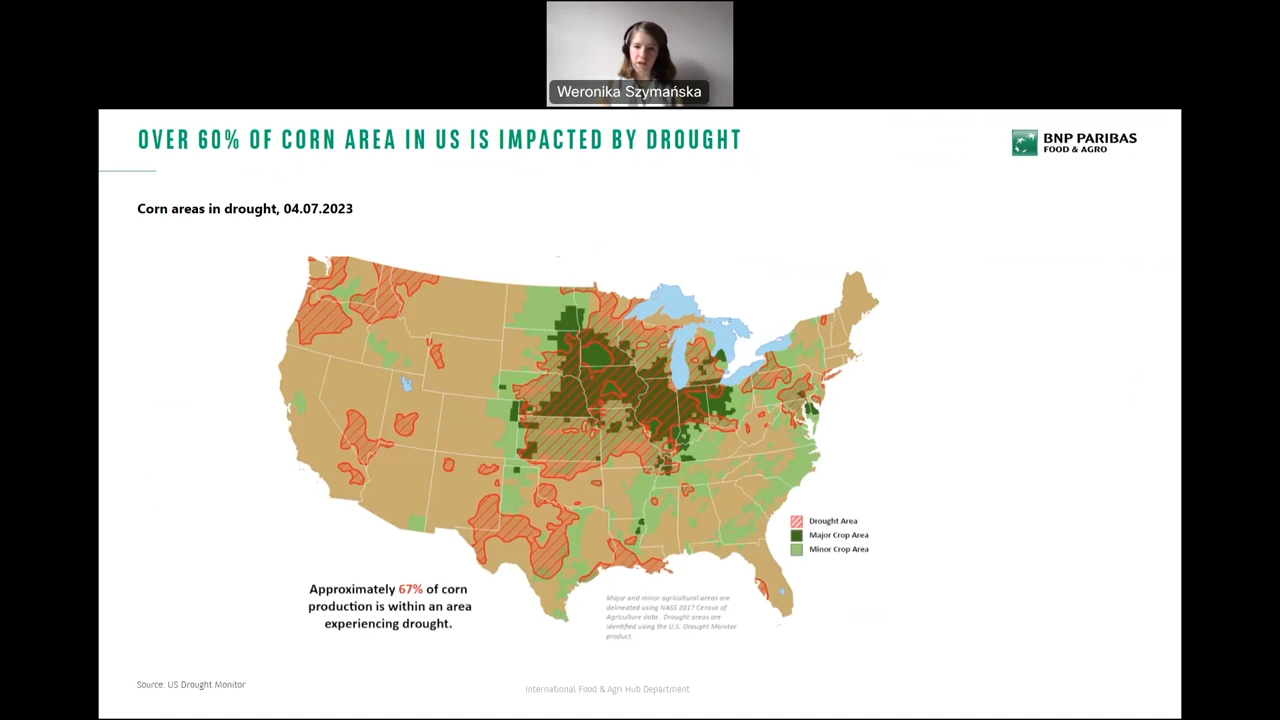 Weronika Szymańska
OVER 60% OF CORN AREA IN US IS IMPACTED BY DROUGHT
BNP PARIBAS
FOOD & AGRO
Corn areas in drought, 04.07.2023
Drought Area
Major Crop Area
Minor Crop Area
Approximately 67% of corn
production is within an area
experiencing drought.
Major and minor agricultural areas are
delineated using NASS 2017 Census of
Agriculture data. Drought areas are
identified using the U.S. Drought Monitor
product.
Source: US Drought Monitor
International Food & Agri Hub Department